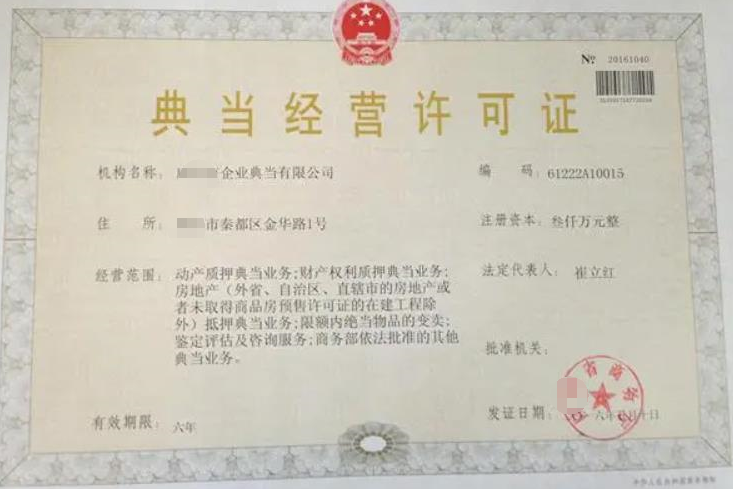 № 20161040
典当经营许可证
机构名称: 企业典当有限公司
编 码: 61222A10015
住 所: 市秦都区金华路1号
注册资本: 叁仟万元整
经营范围: 动产质押典当业务;财产权利质押典当业务;
房地产（外省、自治区、直辖市的房地产或
者未取得商品房预售许可证的在建工程除
外）抵押典当业务;限额内绝当物品的变卖;
鉴定评估及咨询服务;商务部依法批准的其他
典当业务。
法定代表人: 崔立红
批准机关:
有效期限: 六年
发证日期: 一六年 月十日